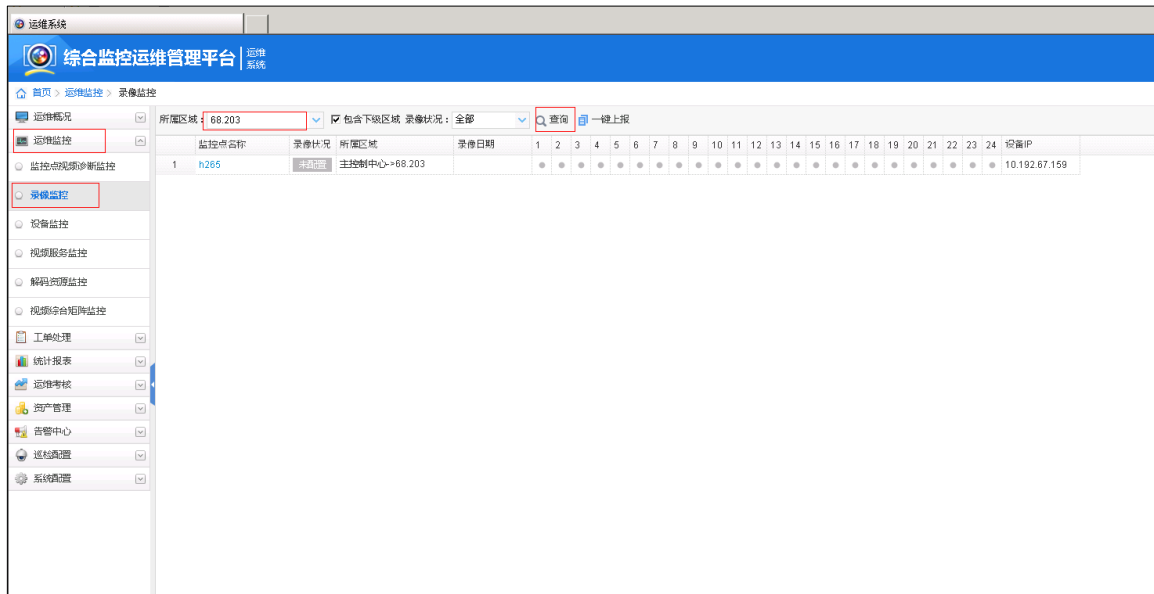 运维系统
综合监控运维管理平台 运维系统
首页 > 运维监控 > 录像监控
运维概况
所属区域: 68.203 包含下级区域 录像状况: 全部 查询 一键上报
运维监控
监控点名称 录像状况 所属区域 录像日期 1 2 3 4 5 6 7 8 9 10 11 12 13 14 15 16 17 18 19 20 21 22 23 24 设备IP
监控点视频诊断监控
1 h265 未配置 主控制中心->68.203 10.192.67.159
录像监控
设备监控
视频服务监控
解码资源监控
视频综合矩阵监控
工单处理
统计报表
运维考核
资产管理
告警中心
巡检配置
系统配置